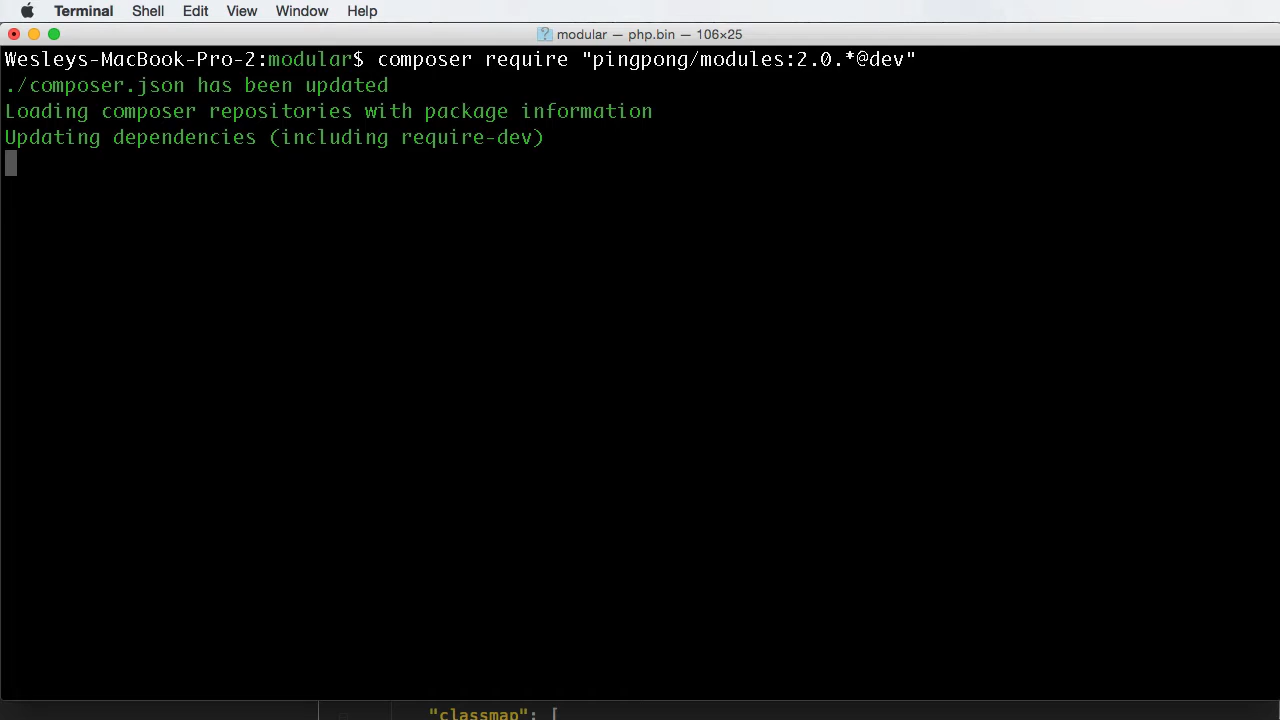 Terminal Shell Edit View Window Help
modular — php.bin — 106×25
Wesleys-MacBook-Pro-2:modular$ composer require "pingpong/modules:2.0.*@dev"
./composer.json has been updated
Loading composer repositories with package information
Updating dependencies (including require-dev)
"classmap": [